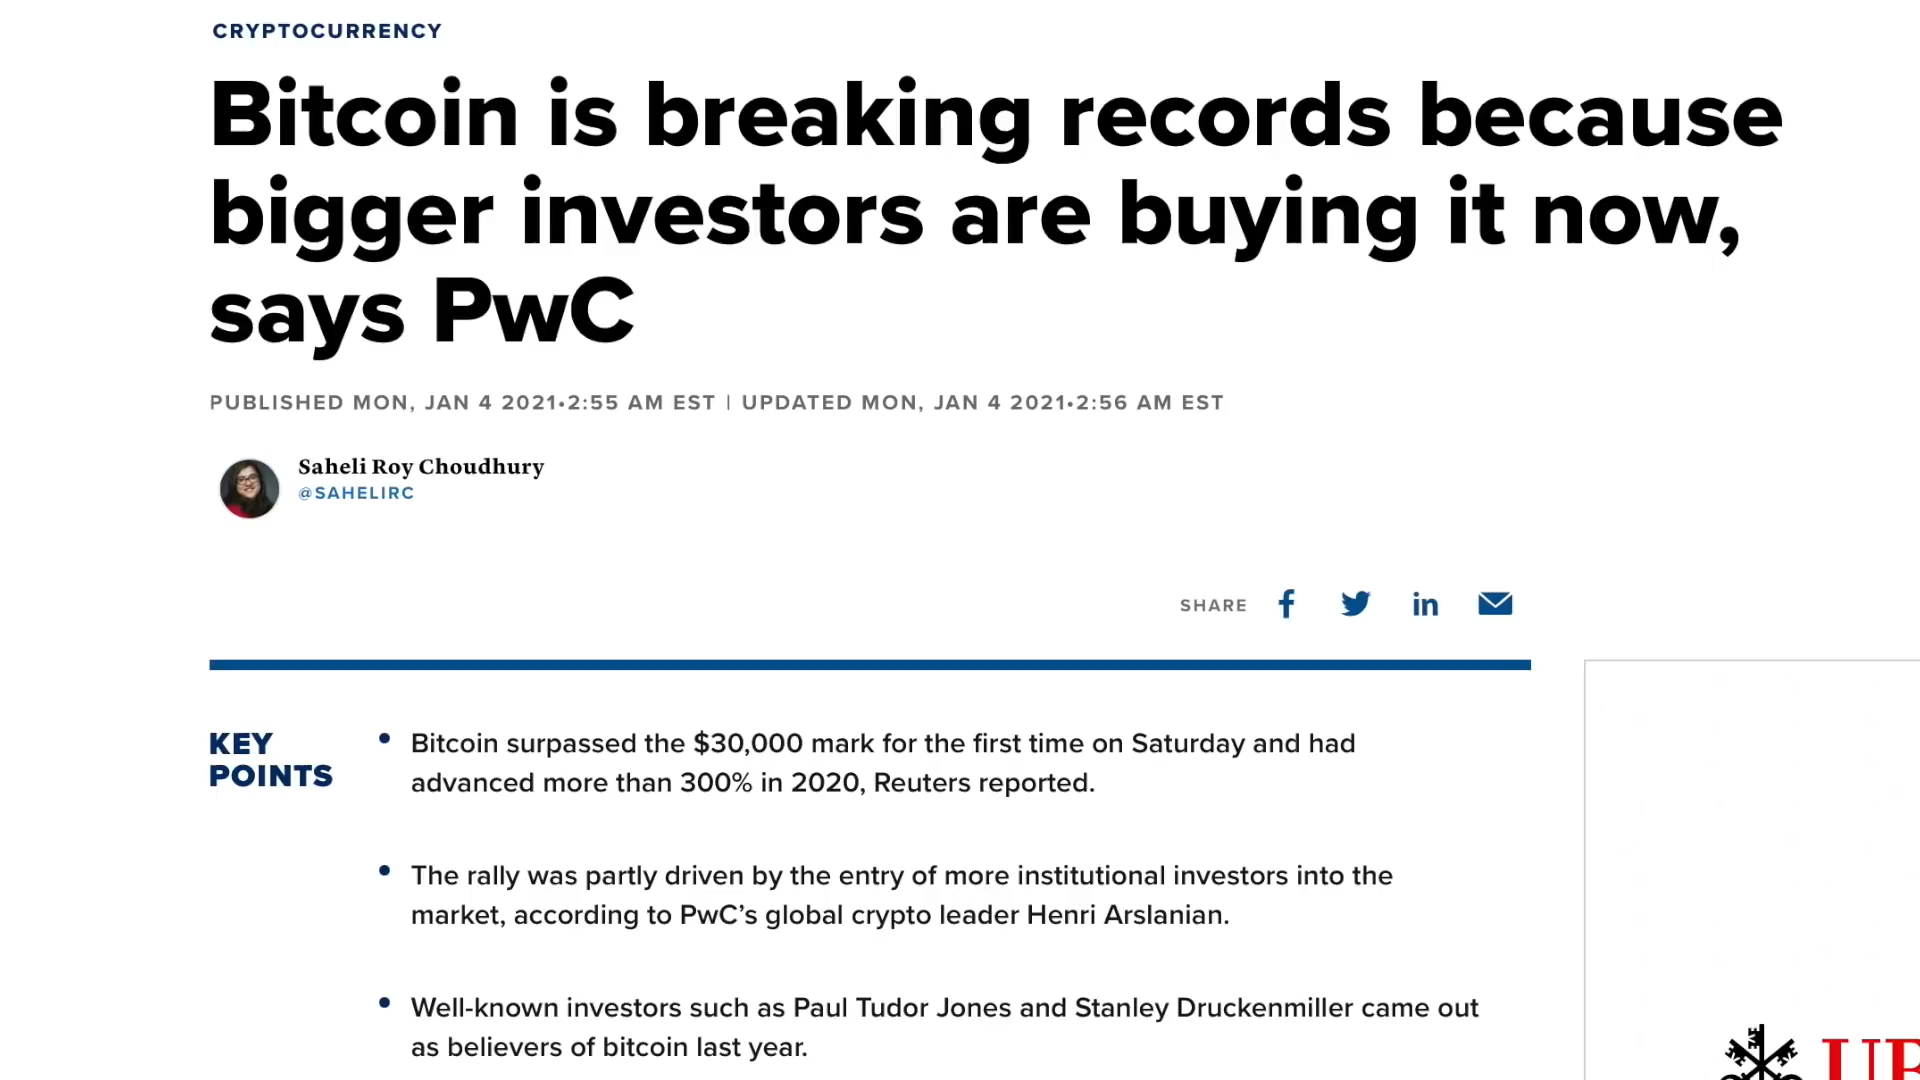 CRYPTOCURRENCY
Bitcoin is breaking records because
bigger investors are buying it now,
says PwC
PUBLISHED MON, JAN 4 2021•2:55 AM EST | UPDATED MON, JAN 4 2021•2:56 AM EST
Saheli Roy Choudhury
@SAHELIRC
SHARE
KEY
POINTS
• Bitcoin surpassed the $30,000 mark for the first time on Saturday and had
advanced more than 300% in 2020, Reuters reported.
• The rally was partly driven by the entry of more institutional investors into the
market, according to PwC’s global crypto leader Henri Arslanian.
• Well-known investors such as Paul Tudor Jones and Stanley Druckenmiller came out
as believers of bitcoin last year.